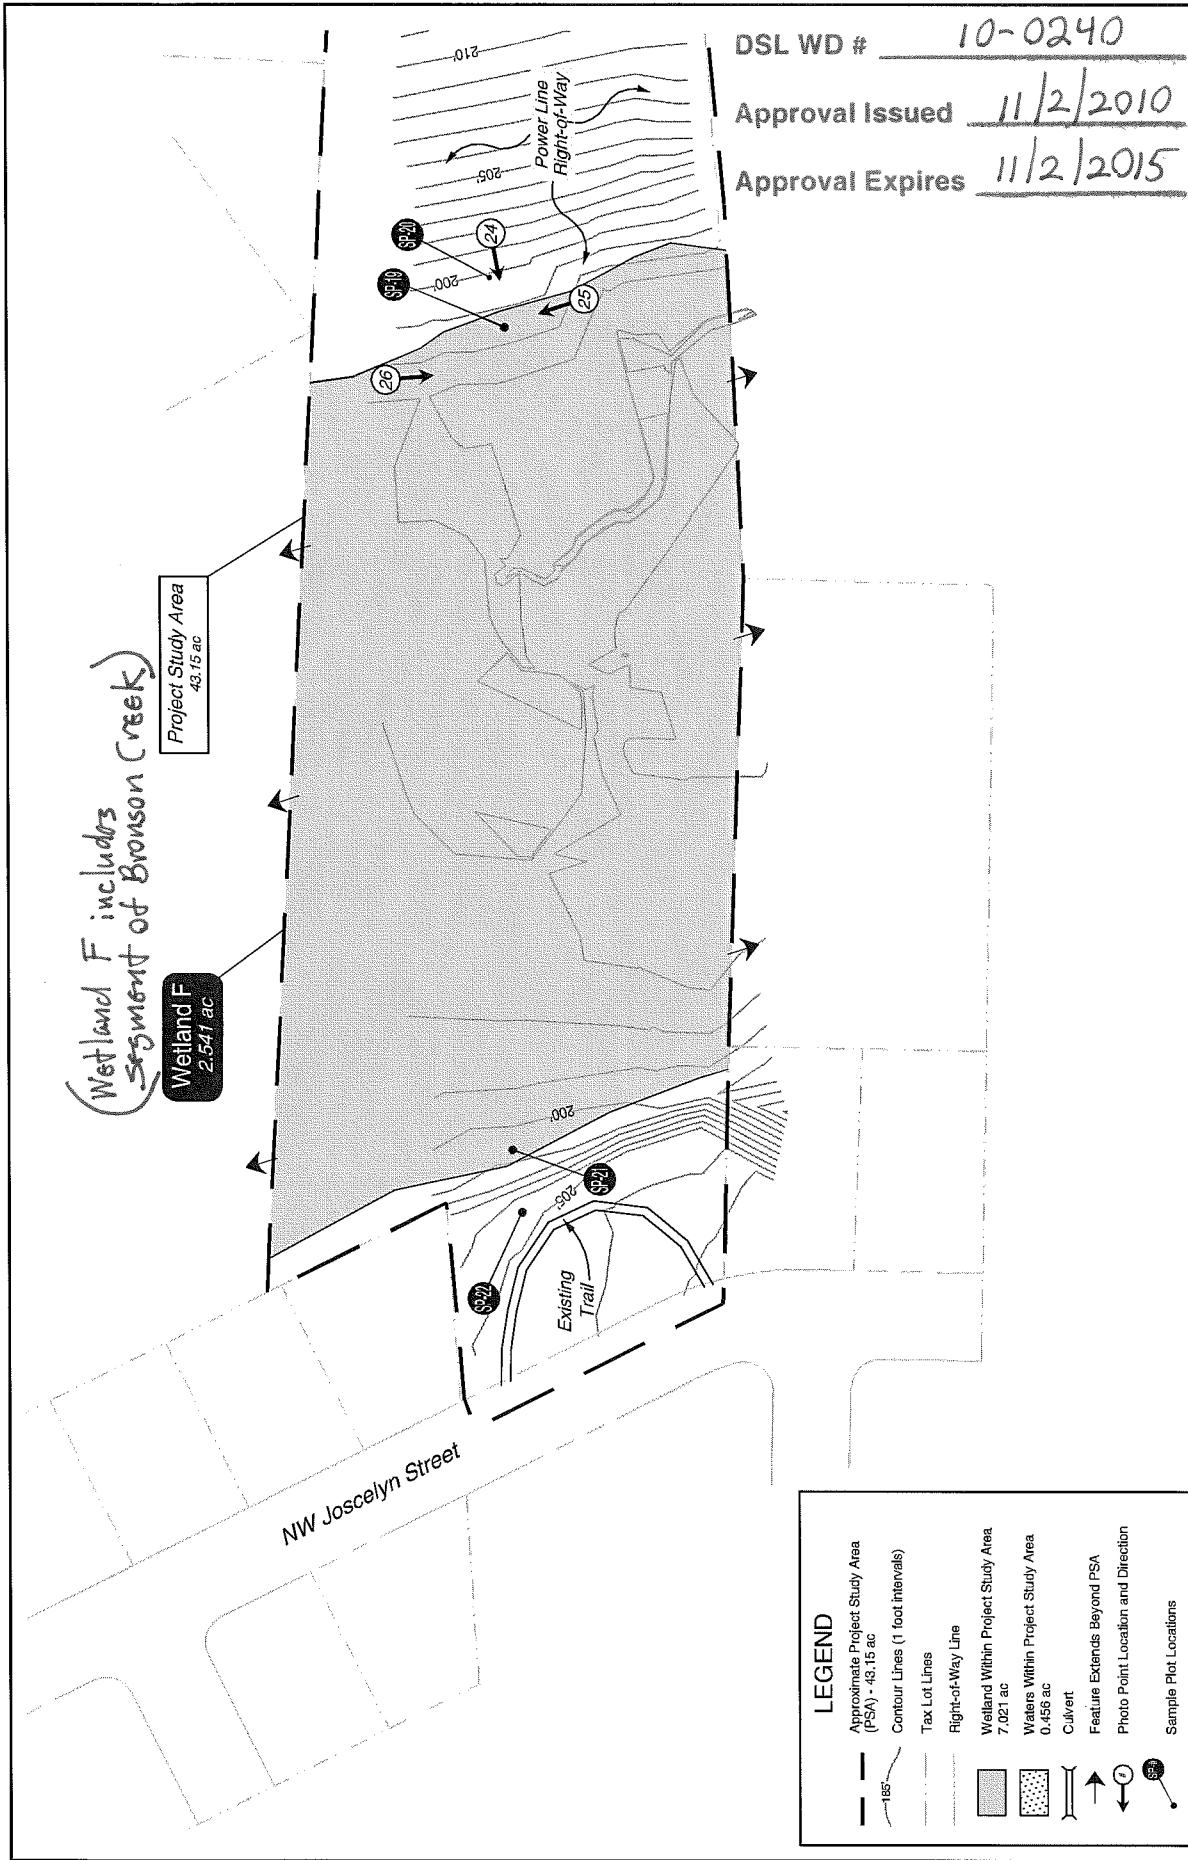 DSL WD # 10-0240
Approval Issued 11/2/2010
Approval Expires 11/2/2015
(Wetland F includes
segment of Bronson Creek)
Wetland F
2.541 ac
Project Study Area
43.15 ac
210'
205'
200'
Power Line
Right-of-Way
SP-20
SP-19
24
25
26
200'
205'
SP-21
SP-22
Existing
Trail
NW Joscelyn Street
LEGEND
Approximate Project Study Area
(PSA) - 43.15 ac
185'
Contour Lines (1 foot intervals)
Tax Lot Lines
Right-of-Way Line
Wetland Within Project Study Area
7.021 ac
Waters Within Project Study Area
0.456 ac
Culvert
Feature Extends Beyond PSA
#
Photo Point Location and Direction
SP-#
Sample Plot Locations